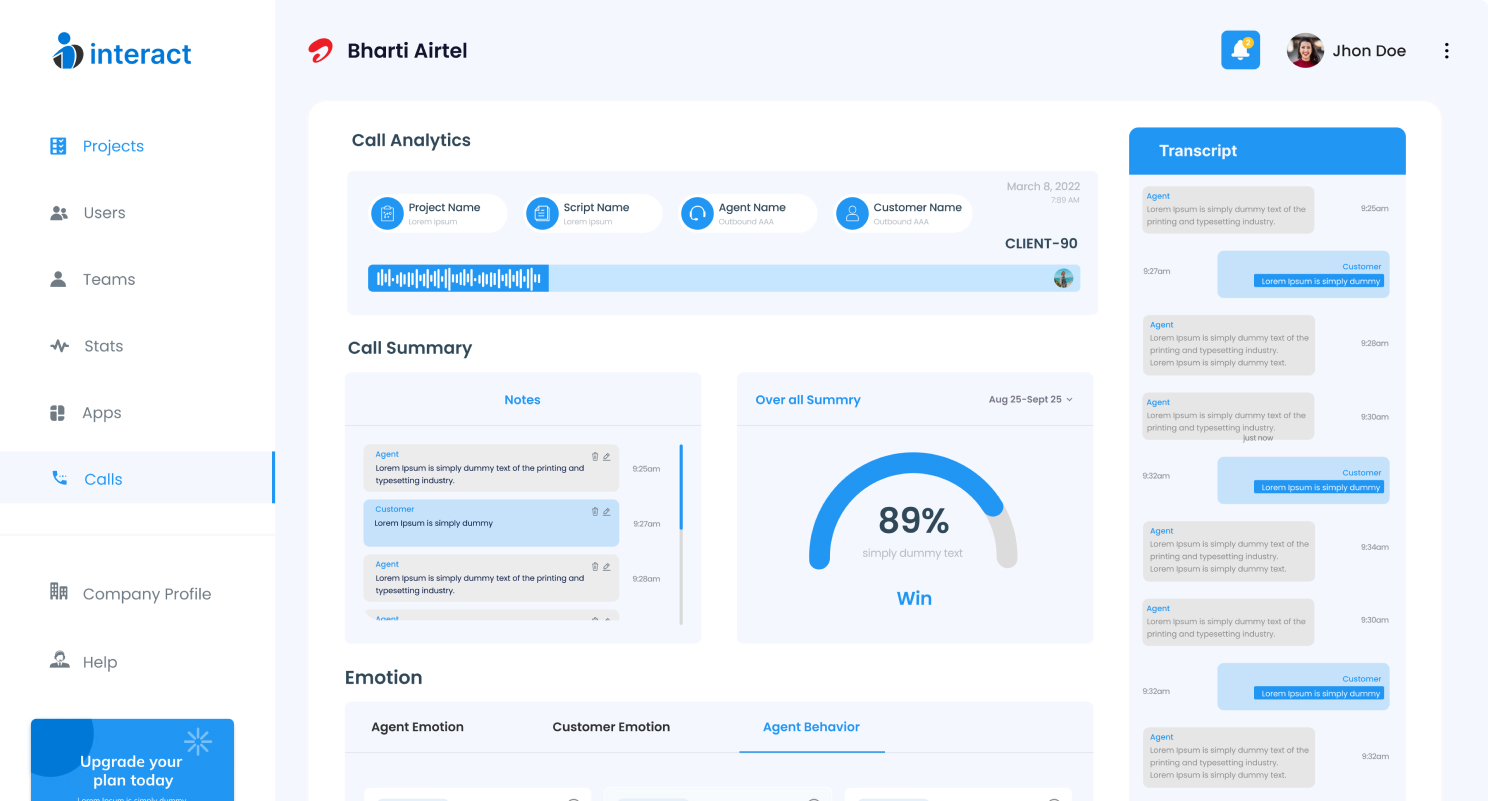 interact
Projects
Users
Teams
Stats
Apps
Calls
Company Profile
Help
Upgrade your
plan today
Lorem Ipsum is simply dummy
Bharti Airtel
2
Jhon Doe
Call Analytics
March 8, 2022
7:89 AM
Project Name
Lorem ipsum
Script Name
Lorem ipsum
Agent Name
Outbound AAA
Customer Name
Outbound AAA
CLIENT-90
Call Summary
Notes
Agent
Lorem Ipsum is simply dummy text of the printing and
typesetting industry.
9:25am
Customer
Lorem Ipsum is simply dummy
9:27am
Agent
Lorem Ipsum is simply dummy text of the printing and
typesetting industry.
9:28am
Agent
Over all Summry
Aug 25-Sept 25
89%
simply dummy text
Win
Emotion
Agent Emotion
Customer Emotion
Agent Behavior
Transcript
Agent
Lorem Ipsum is simply dummy text of the
printing and typesetting industry.
9:25am
Customer
9:27am
Lorem Ipsum is simply dummy
Agent
Lorem Ipsum is simply dummy text of the
printing and typesetting industry.
Lorem Ipsum is simply dummy text.
9:28am
Agent
Lorem Ipsum is simply dummy text of the
printing and typesetting industry.
9:30am
just now
Customer
9:32am
Lorem Ipsum is simply dummy
Agent
Lorem Ipsum is simply dummy text of the
printing and typesetting industry.
Lorem Ipsum is simply dummy text.
9:34am
Agent
Lorem Ipsum is simply dummy text of the
printing and typesetting industry.
9:30am
Customer
9:32am
Lorem Ipsum is simply dummy
Agent
Lorem Ipsum is simply dummy text of the
printing and typesetting industry.
Lorem Ipsum is simply dummy text.
9:32am